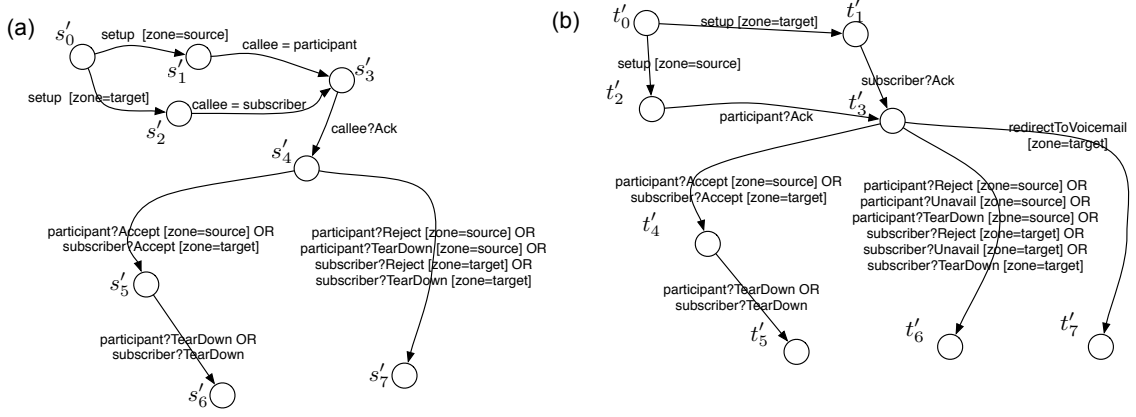 (a)
s′0
setup [zone=source]
s′1
callee = participant
s′3
setup [zone=target]
s′2
callee = subscriber
callee?Ack
s′4
participant?Accept [zone=source] OR
subscriber?Accept [zone=target]
s′5
participant?Reject [zone=source] OR
participant?TearDown [zone=source] OR
subscriber?Reject [zone=target] OR
subscriber?TearDown [zone=target]
participant?TearDown OR
subscriber?TearDown
s′6
s′7
(b)
t′0
setup [zone=target]
t′1
setup [zone=source]
t′2
subscriber?Ack
participant?Ack
t′3
redirectToVoicemail
[zone=target]
participant?Accept [zone=source] OR
subscriber?Accept [zone=target]
t′4
participant?Reject [zone=source] OR
participant?Unavail [zone=source] OR
participant?TearDown [zone=source] OR
subscriber?Reject [zone=target] OR
subscriber?Unavail [zone=target] OR
subscriber?TearDown [zone=target]
participant?TearDown OR
subscriber?TearDown
t′5
t′6
t′7